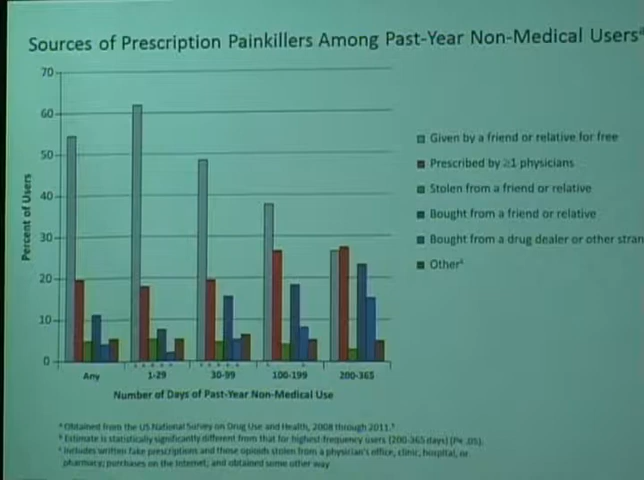 Sources of Prescription Painkillers Among Past-Year Non-Medical Usersª
70
60
50
40
30
20
10
0
Percent of Users
Any
1-29
30-99
100-199
200-365
Number of Days of Past-Year Non-Medical Use
Given by a friend or relative for free
Prescribed by ≥1 physicians
Stolen from a friend or relative
Bought from a friend or relative
Bought from a drug dealer or other stran
Otherᶜ
ª Obtained from the US National Survey on Drug Use and Health, 2008 through 2011.
ᵇ Estimate is statistically significantly different from that for highest-frequency users (200-365 days) (P< .05).
ᶜ Includes written fake prescriptions and those opioids stolen from a physician's office, clinic, hospital, or
pharmacy; purchases on the Internet; and obtained some other way